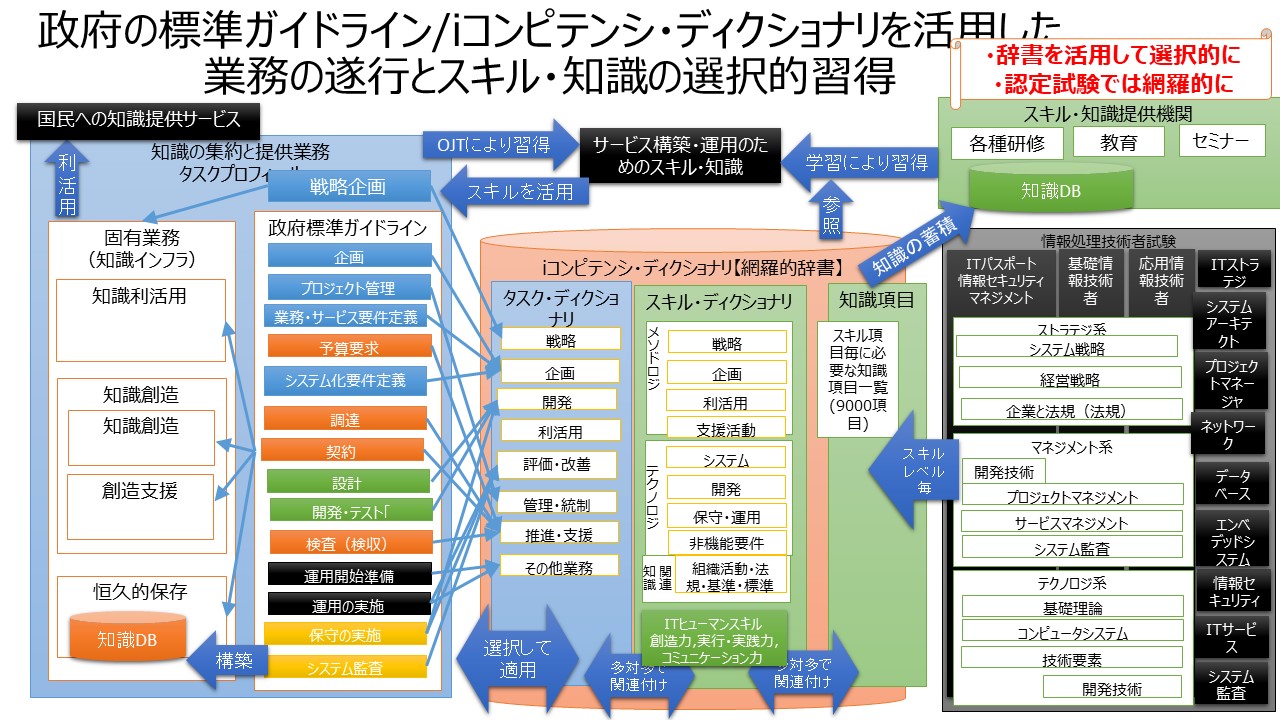 政府の標準ガイドライン/iコンピテンシ・ディクショナリを活用した
業務の遂行とスキル・知識の選択的習得
・辞書を活用して選択的に
・認定試験では網羅的に
国民への知識提供サービス
利活用
知識の集約と提供業務
タスクプロフィール
戦略企画
OJTにより習得
スキルを活用
サービス構築・運用のた
めのスキル・知識
学習により習得
参照
スキル・知識提供機関
各種研修
教育
セミナー
知識DB
知識の蓄積
固有業務
（知識インフラ）
知識利活用
知識創造
知識創造
創造支援
恒久的保存
知識DB
構築
政府標準ガイドライン
企画
プロジェクト管理
業務・サービス要件定義
予算要求
システム化要件定義
調達
契約
設計
開発・テスト「
検査（検収）
運用開始準備
運用の実施
保守の実施
システム監査
選択して
適用
iコンピテンシ・ディクショナリ【網羅的辞書】
タスク・ディクショ
ナリ
戦略
企画
開発
利活用
評価・改善
管理・統制
推進・支援
その他業務
多対多で
関連付け
スキル・ディクショナリ
メソドロジ
戦略
企画
利活用
支援活動
テクノロジ
システム
開発
保守・運用
非機能要件
関連
知識
組織活動・法
規・基準・標準
ITヒューマンスキル
創造力,実行・実践力,
コミュニケーション力
多対多で
関連付け
知識項目
スキル項
目毎に必
要な知識
項目一覧
(9000項
目)
スキル
レベル
毎
情報処理技術者試験
ITパスポート
情報セキュリティ
マネジメント
基礎情
報技術
者
応用情
報技術
者
ストラテジ系
システム戦略
経営戦略
企業と法規（法規）
マネジメント系
開発技術
プロジェクトマネジメント
サービスマネジメント
システム監査
テクノロジ系
基礎理論
コンピュータシステム
技術要素
開発技術
ITストラ
テジ
システム
アーキテ
クト
プロジェク
トマネー
ジャ
ネットワー
ク
データ
ベース
エンベ
デッドシ
ステム
情報セ
キュリティ
ITサービ
ス
システム
監査